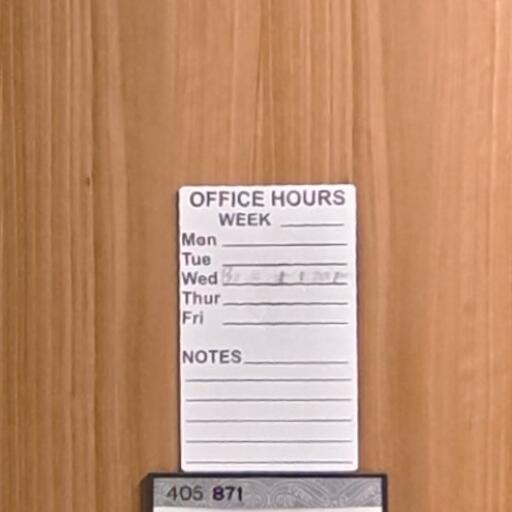 OFFICE HOURS
WEEK
Mon
Tue
Wed
Thur
Fri
NOTES
405 871